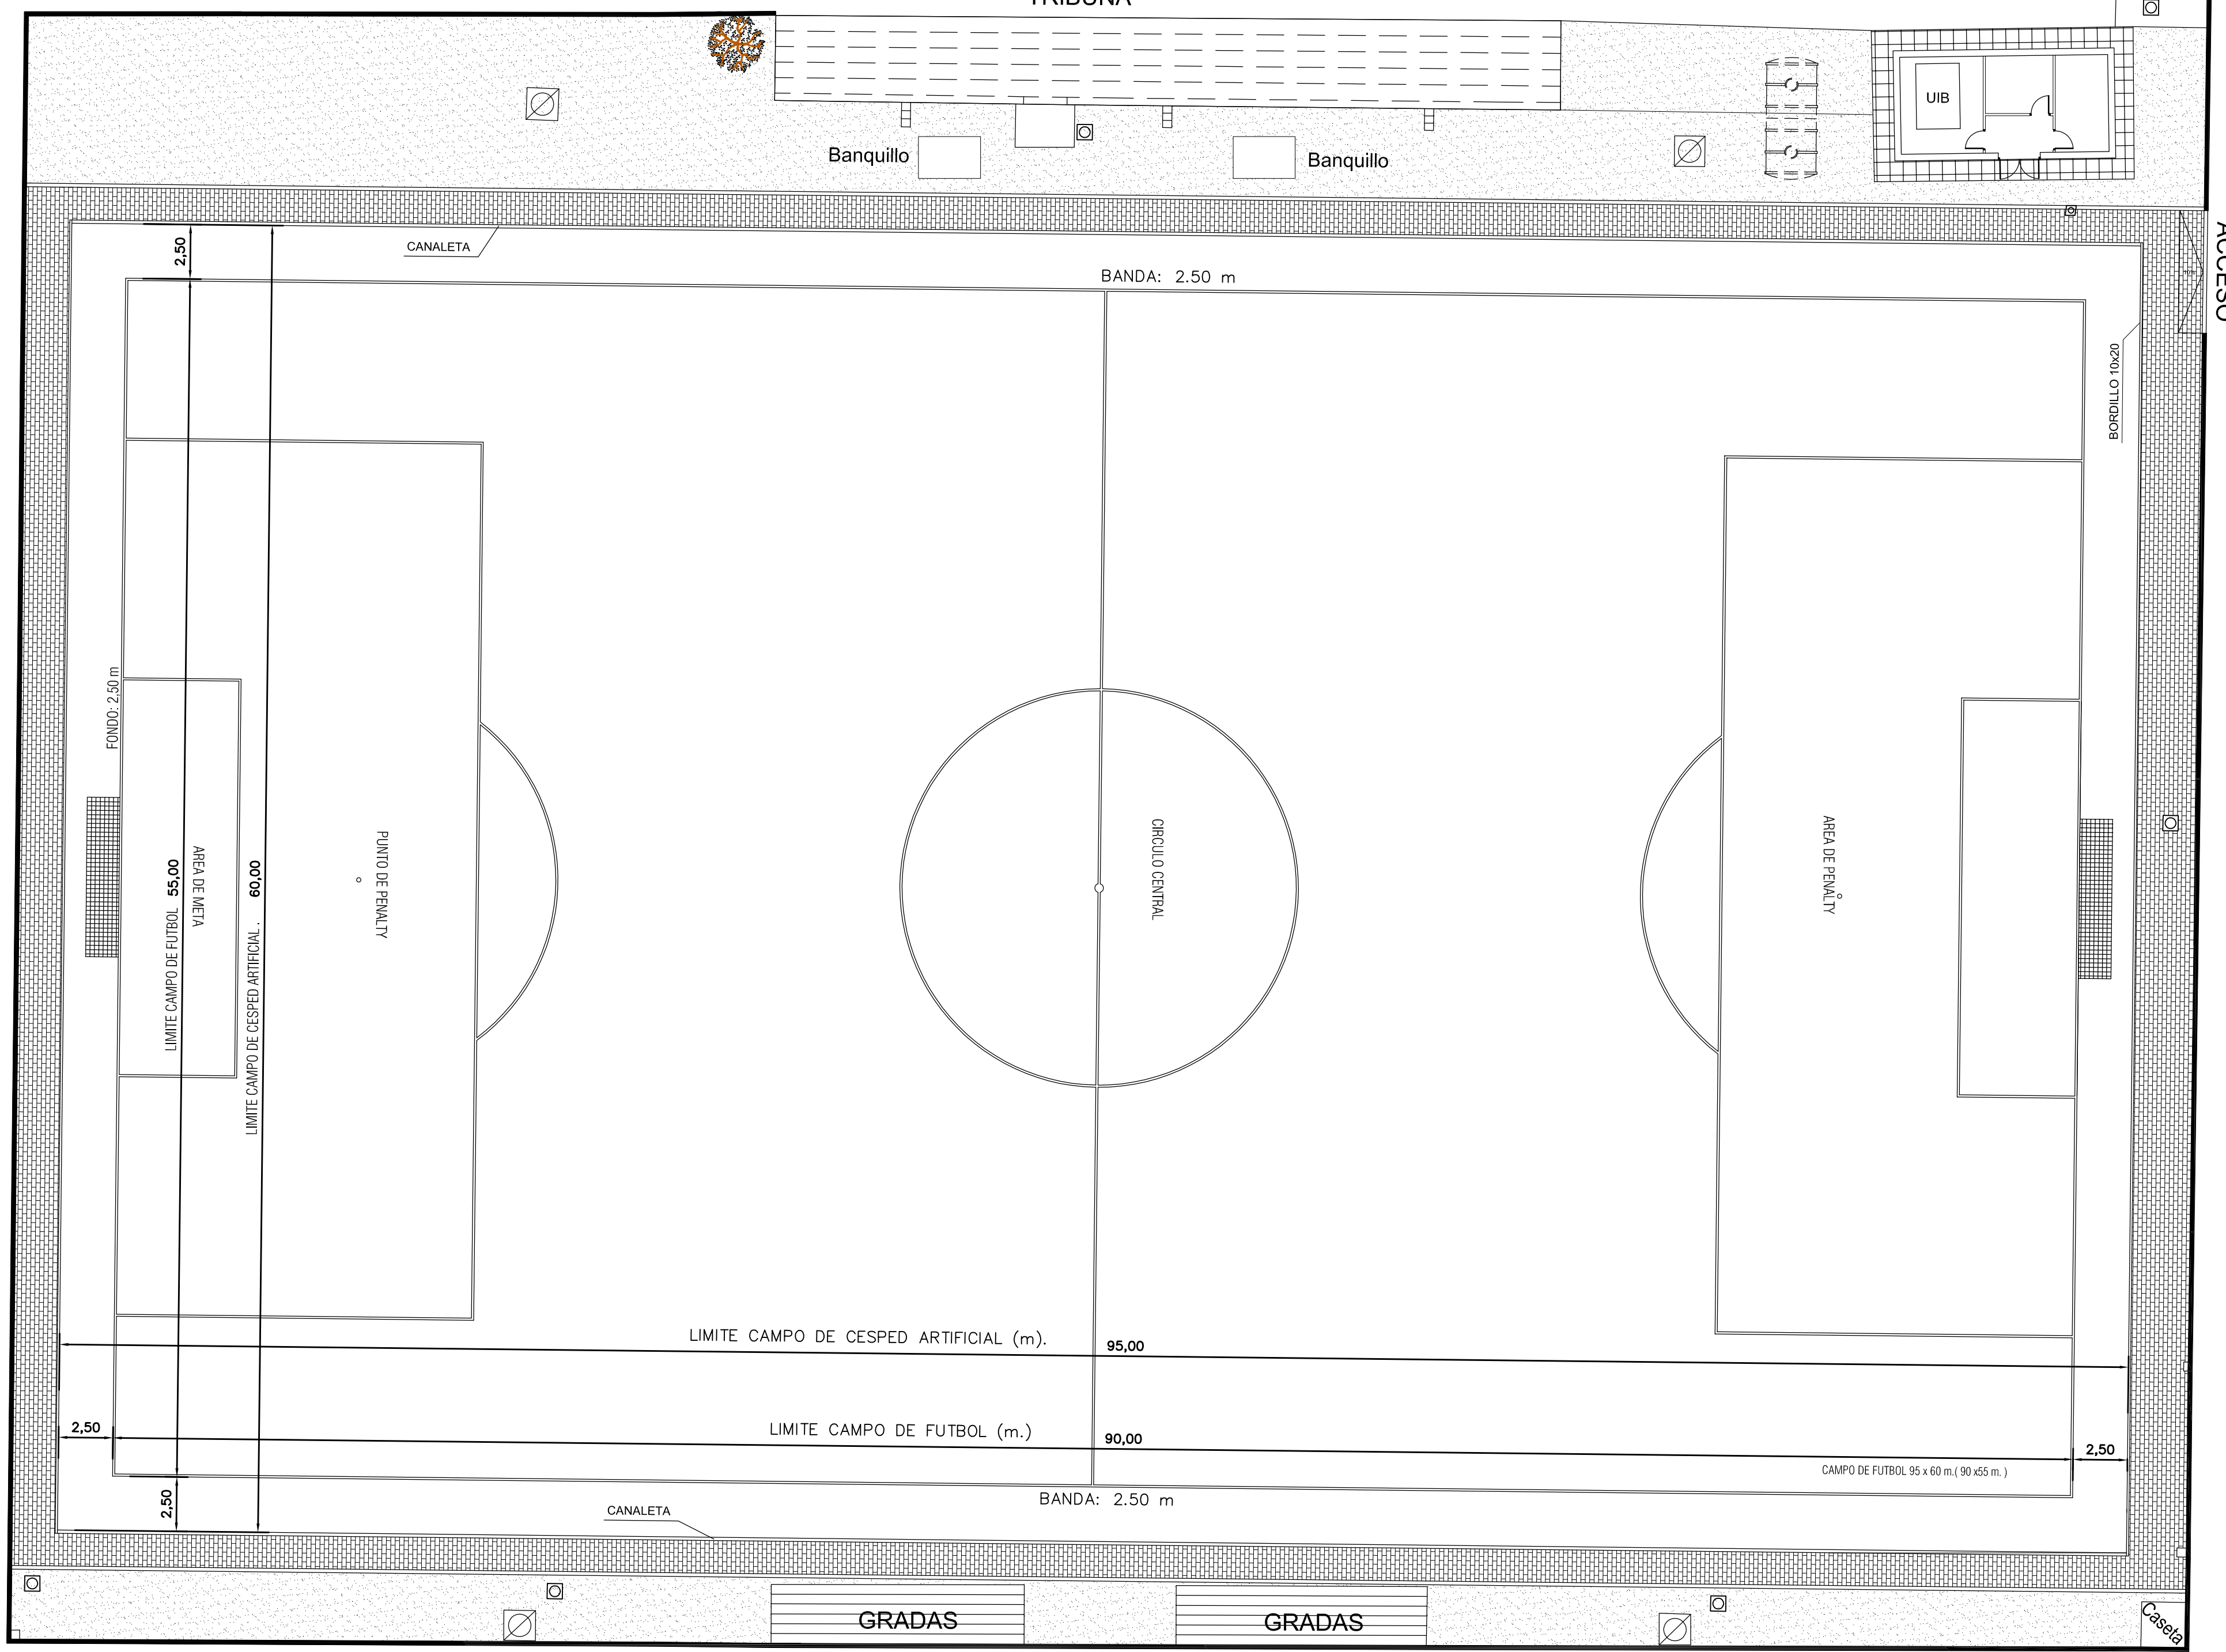 TRIBUNA
UIB
Banquillo
Banquillo
ACCESO
2,50
CANALETA
BANDA: 2.50 m
BORDILLO 10x20
FONDO: 2,50 m
LIMITE CAMPO DE FUTBOL 55,00
AREA DE META
LIMITE CAMPO DE CESPED ARTIFICIAL . 60,00
PUNTO DE PENALTY
CIRCULO CENTRAL
AREA DE PENALTY
LIMITE CAMPO DE CESPED ARTIFICIAL (m). 95,00
2,50
LIMITE CAMPO DE FUTBOL (m.) 90,00
2,50
CAMPO DE FUTBOL 95 x 60 m.( 90 x55 m. )
2,50
BANDA: 2.50 m
CANALETA
GRADAS
GRADAS
Caseta